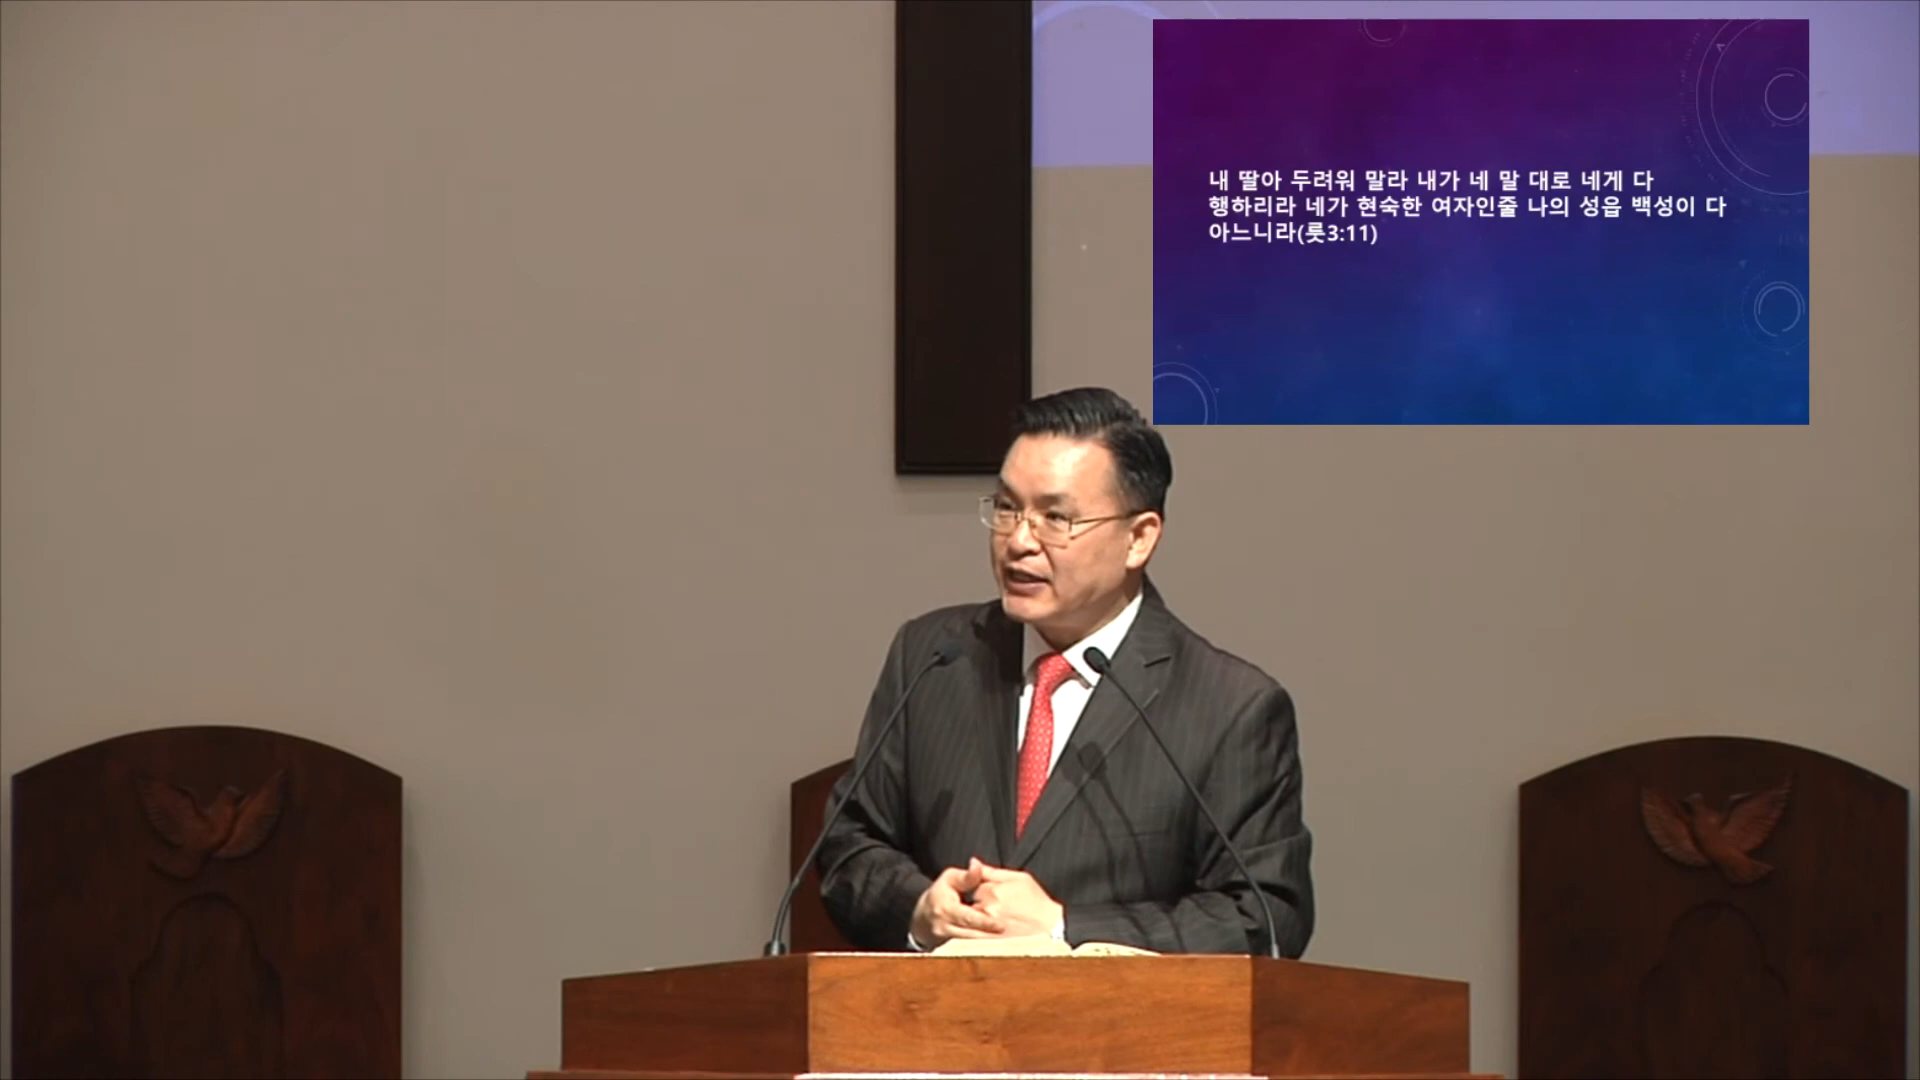 내 딸아 두려워 말라 내가 네 말 대로 네게 다
행하리라 네가 현숙한 여자인줄 나의 성읍 백성이 다
아느니라(룻3:11)